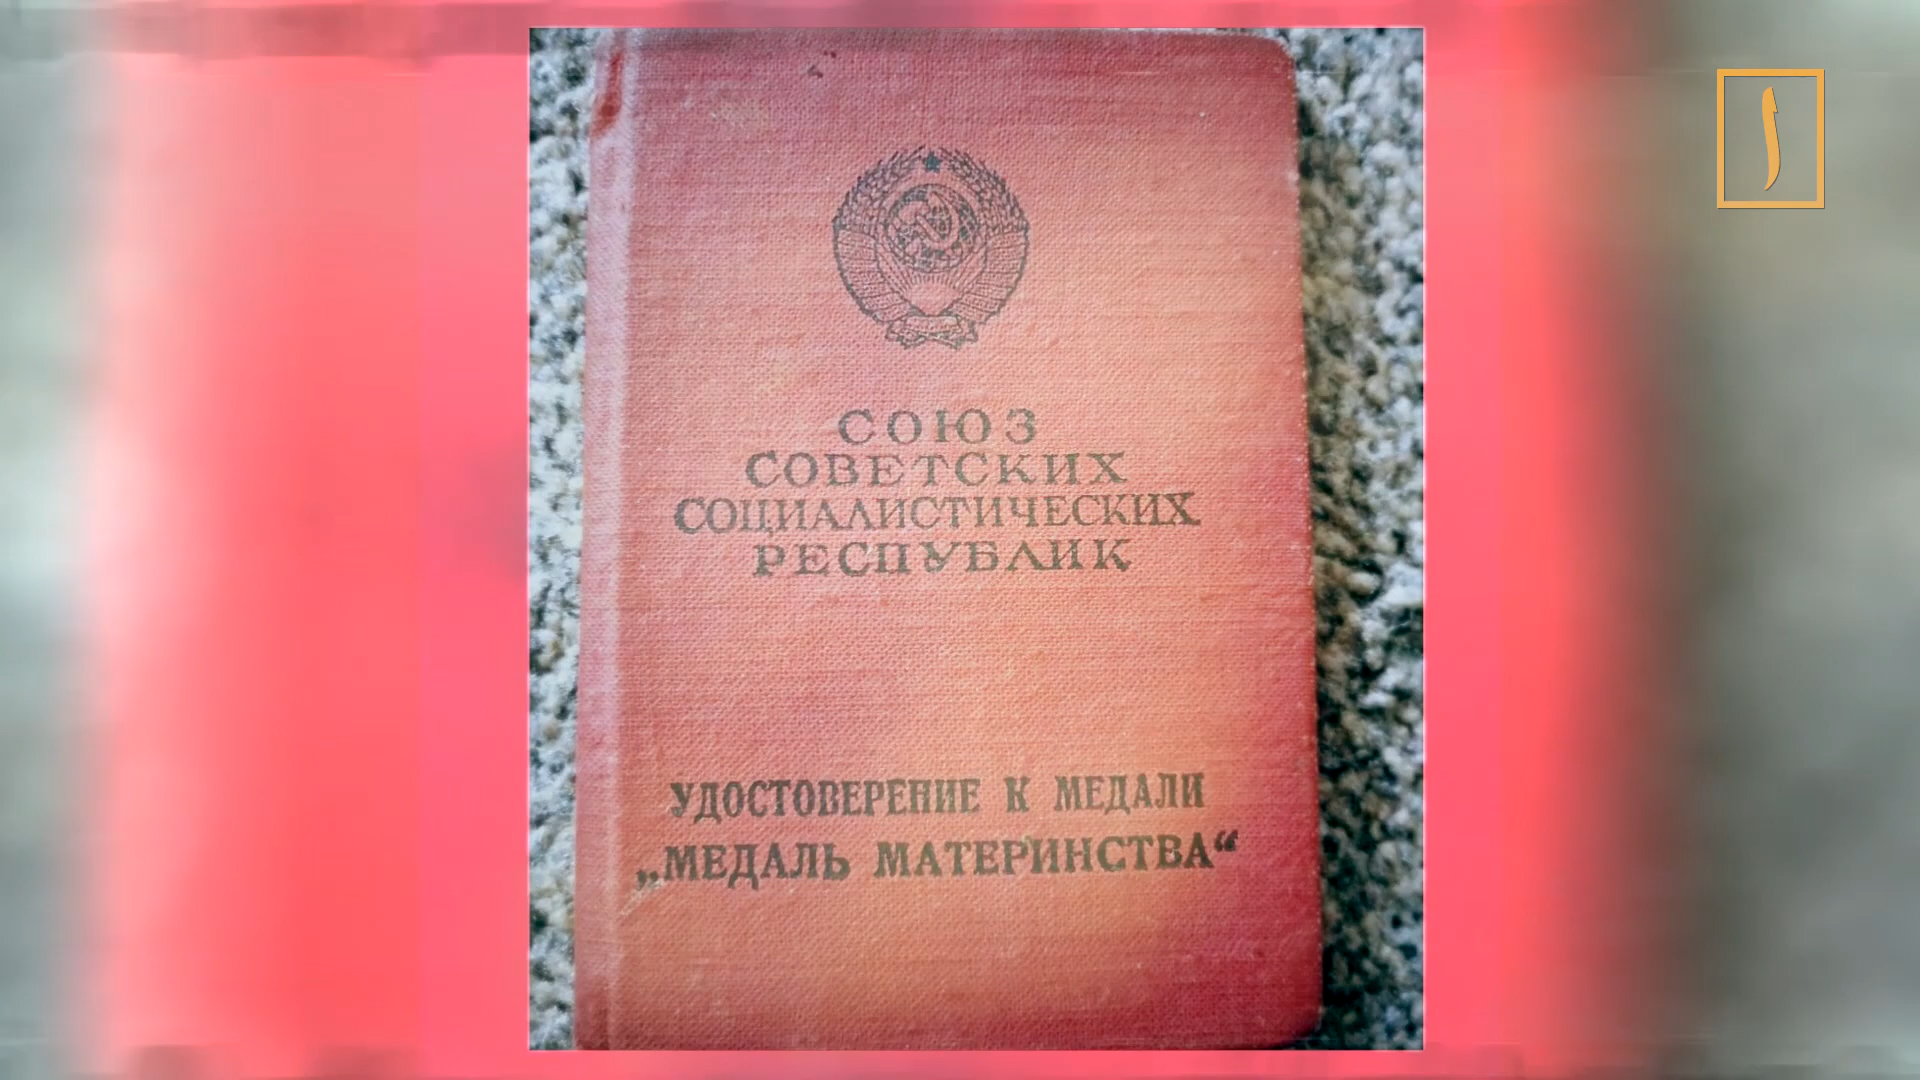 СОЮЗ
СОВЕТСКИХ
СОЦИАЛИСТИЧЕСКИХ
РЕСПУБЛИК
УДОСТОВЕРЕНИЕ К МЕДАЛИ
„МЕДАЛЬ МАТЕРИНСТВА“